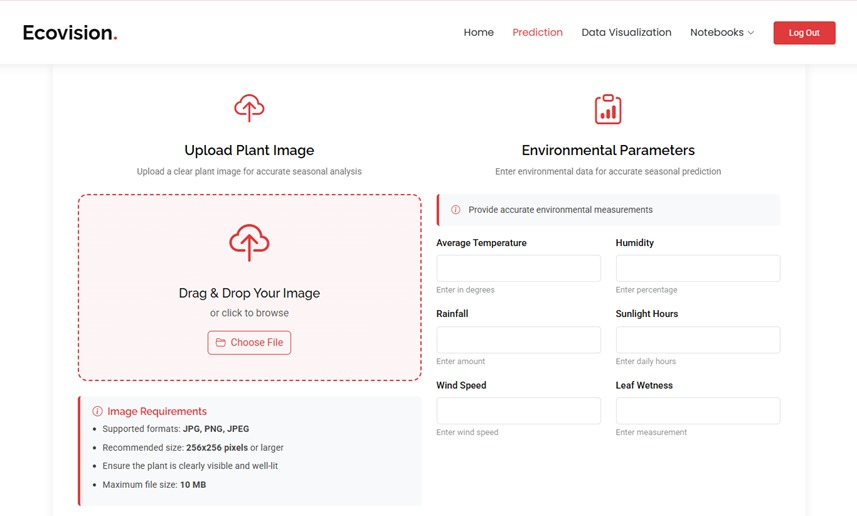 Ecovision.
Home
Prediction
Data Visualization
Notebooks
Log Out
Upload Plant Image
Upload a clear plant image for accurate seasonal analysis
Drag & Drop Your Image
or click to browse
Choose File
Image Requirements
Supported formats: JPG, PNG, JPEG
Recommended size: 256x256 pixels or larger
Ensure the plant is clearly visible and well-lit
Maximum file size: 10 MB
Environmental Parameters
Enter environmental data for accurate seasonal prediction
Provide accurate environmental measurements
Average Temperature
Enter in degrees
Humidity
Enter percentage
Rainfall
Enter amount
Sunlight Hours
Enter daily hours
Wind Speed
Enter wind speed
Leaf Wetness
Enter measurement